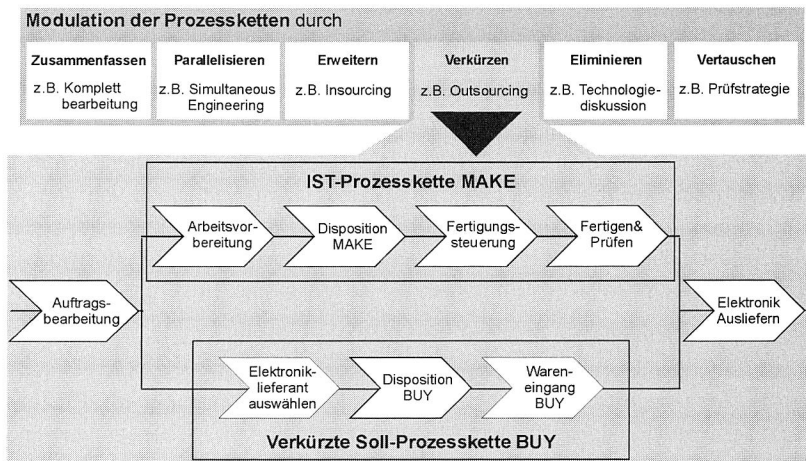 Modulation der Prozessketten durch
Zusammenfassen
z.B. Komplett
bearbeitung
Parallelisieren
z.B. Simultaneous
Engineering
Erweitern
z.B. Insourcing
Verkürzen
z.B. Outsourcing
Eliminieren
z.B. Technologie-
diskussion
Vertauschen
z.B. Prüfstrategie
IST-Prozesskette MAKE
Arbeitsvor-
bereitung
Disposition
MAKE
Fertigungs-
steuerung
Fertigen&
Prüfen
Auftrags-
bearbeitung
Elektronik
Ausliefern
Elektronik-
lieferant
auswählen
Disposition
BUY
Waren-
eingang
BUY
Verkürzte Soll-Prozesskette BUY